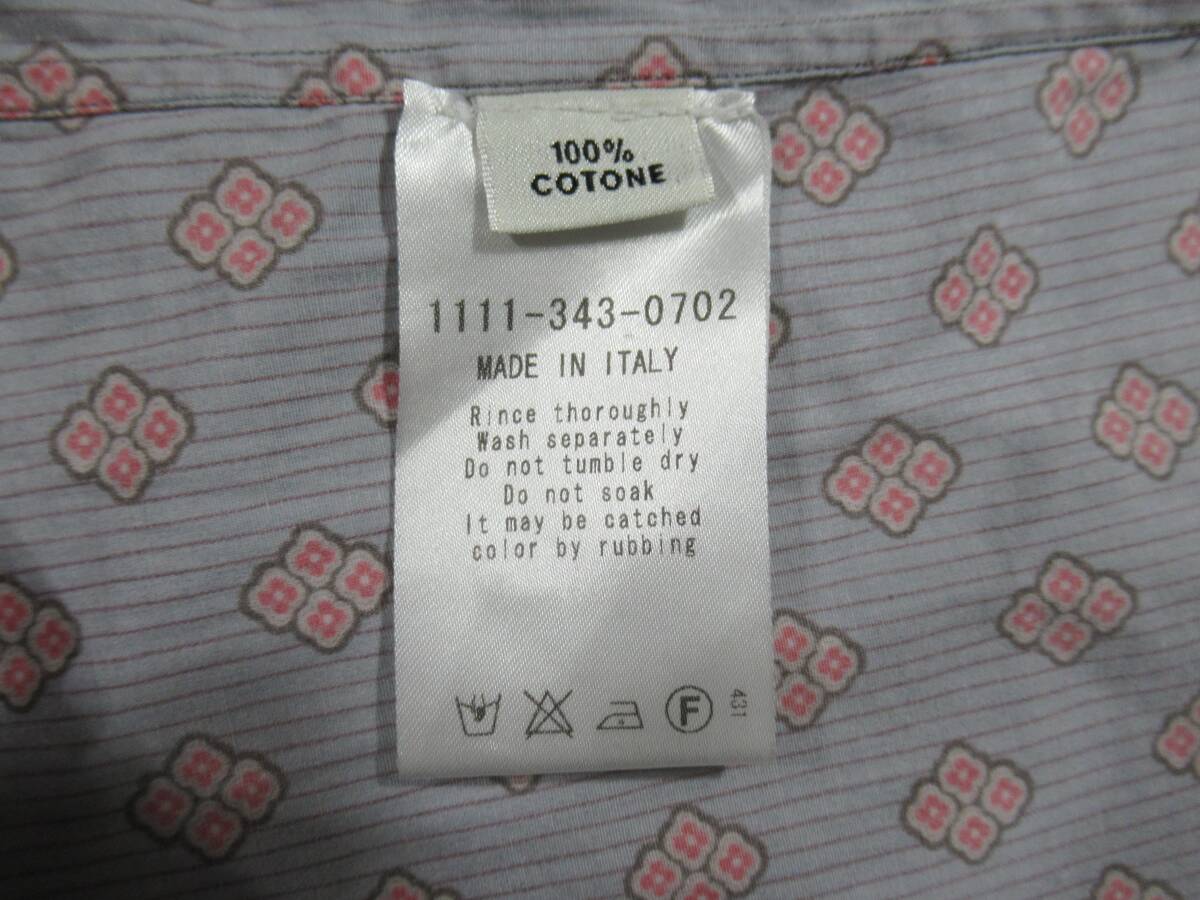 100%
COTONE
1111-343-0702
MADE IN ITALY
Rince thoroughly
Wash separately
Do not tumble dry
Do not soak
It may be catched
color by rubbing
F
431